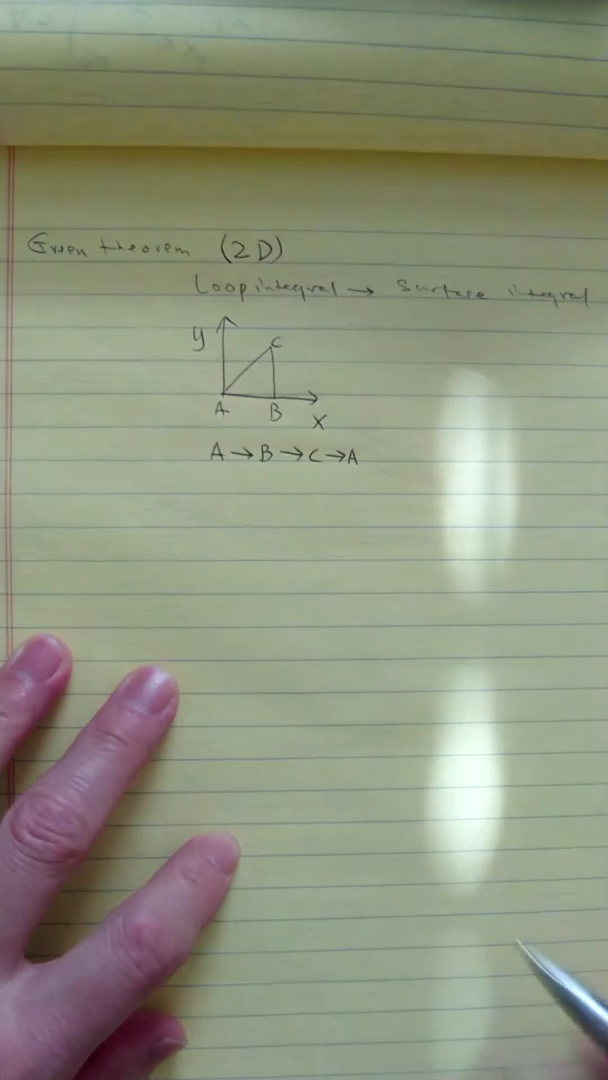 Green theorem (2D)
Loop integral → Surface integral
y
C
A B
x
A → B → C → A